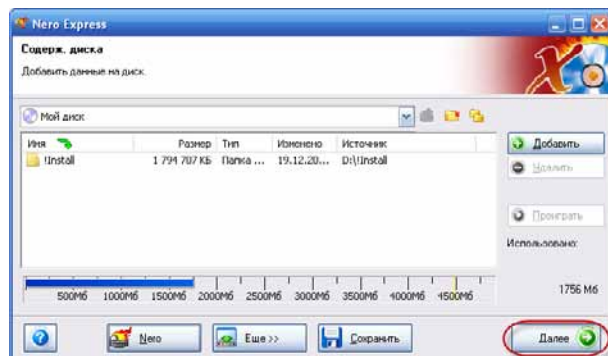 Nero Express
Содерж. диска
Добавить данные на диск.
Мой диск
Имя Размер Тип Изменено Источник
!Install 1 794 707 КБ Папка ... 19.12.20... D:\!Install
Добавить
Удалить
Проиграть
Использовано:
1756 Мб
500Мб 1000Мб 1500Мб 2000Мб 2500Мб 3000Мб 3500Мб 4000Мб 4500Мб
Nero
Еще >>
Сохранить
Далее